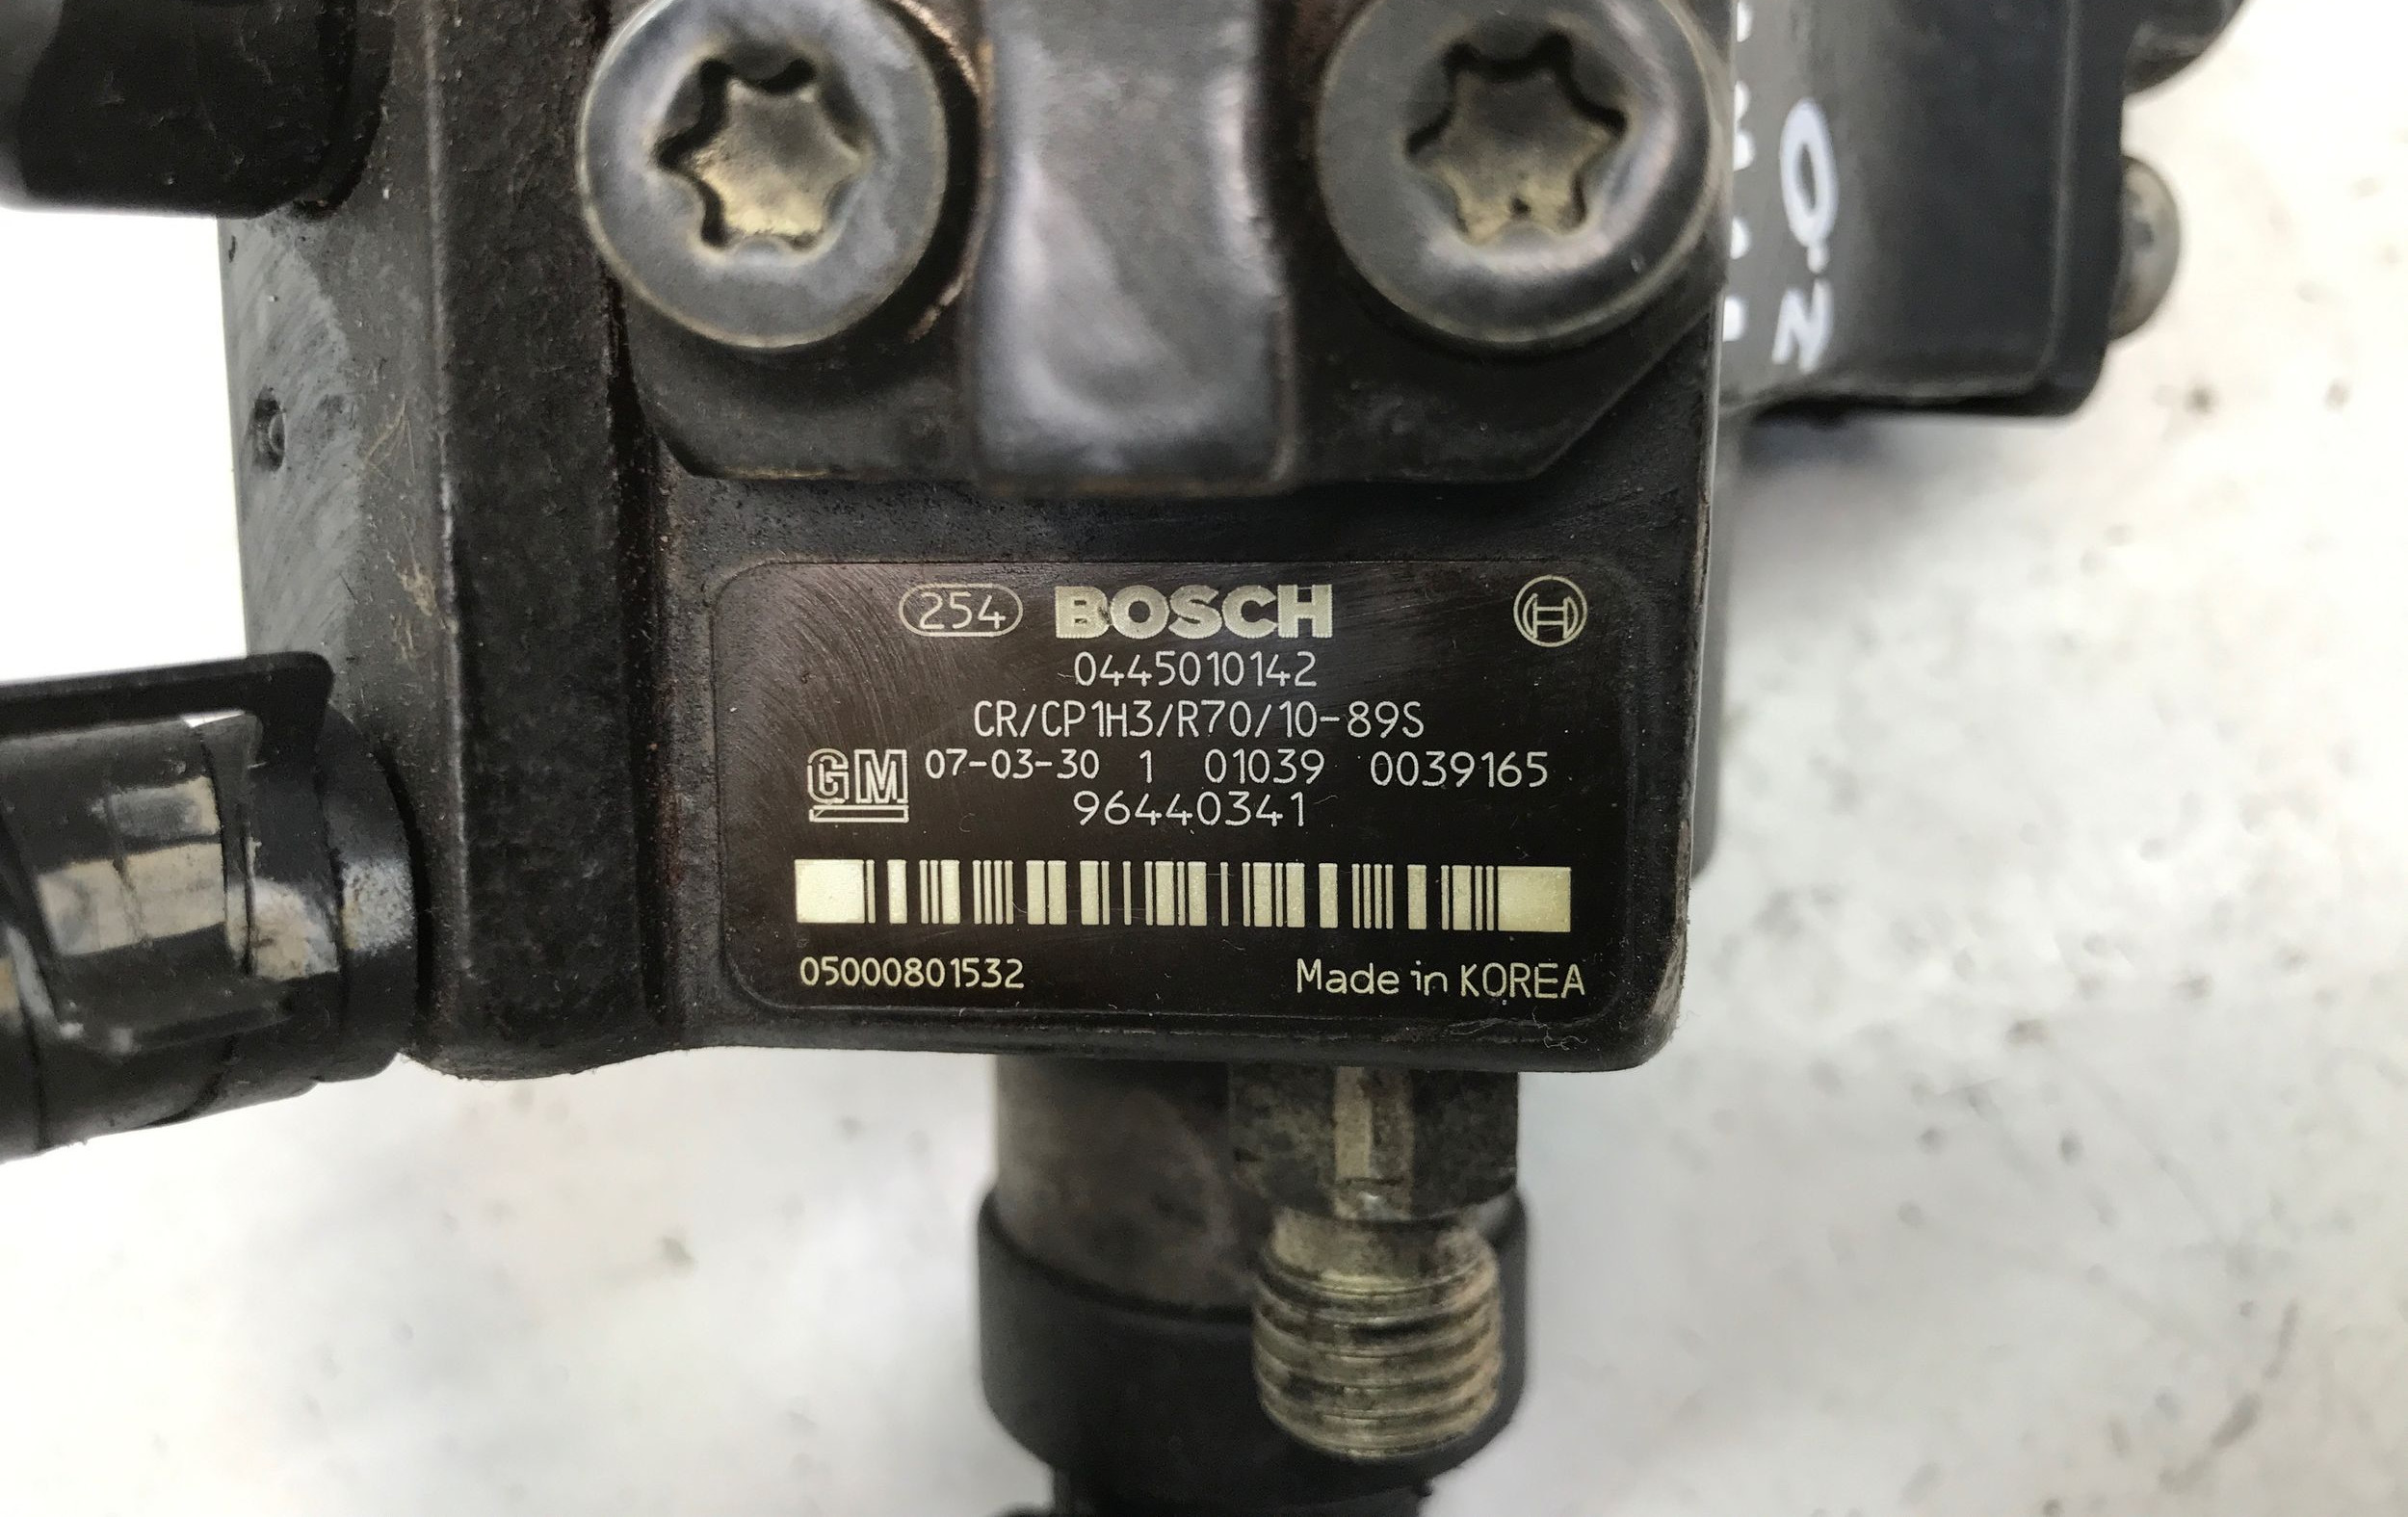 254 BOSCH
0445010142
CR/CP1H3/R70/10-89S
GM 07-03-30 1 01039 0039165
96440341
05000801532 Made in KOREA